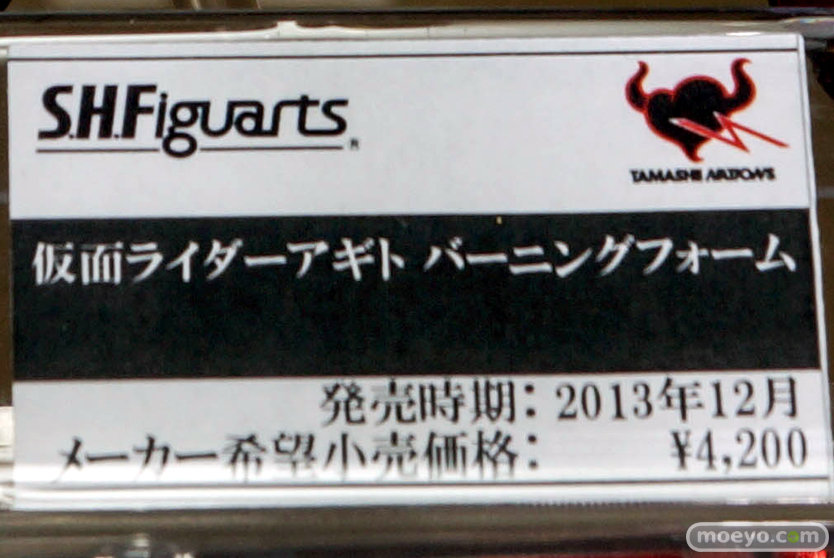 S.H.Figuarts®
TAMASHII NATIONS
仮面ライダーアギト バーニングフォーム
発売時期: 2013年12月
メーカー希望小売価格: ¥4,200
moeyo.com